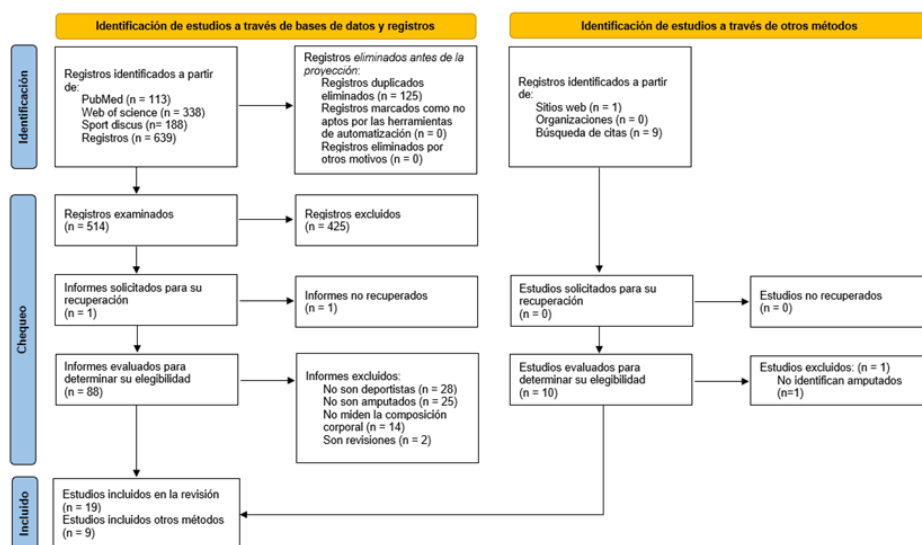 Identificación de estudios a través de bases de datos y registros
Identificación de estudios a través de otros métodos
Identificación
Registros identificados a partir
de:
PubMed (n = 113)
Web of science (n = 338)
Sport discus (n= 188)
Registros (n = 639)
Registros eliminados antes de la
proyección:
Registros duplicados
eliminados (n = 125)
Registros marcados como no
aptos por las herramientas
de automatización (n = 0)
Registros eliminados por
otros motivos (n = 0)
Registros identificados a partir
de:
Sitios web (n = 1)
Organizaciones (n = 0)
Búsqueda de citas (n = 9)
Chequeo
Registros examinados
(n = 514)
Registros excluidos
(n = 425)
Informes solicitados para su
recuperación
(n = 1)
Informes no recuperados
(n = 1)
Estudios solicitados para su
recuperación
(n = 0)
Estudios no recuperados
(n = 0)
Informes evaluados para
determinar su elegibilidad
(n = 88)
Informes excluidos:
No son deportistas (n = 28)
No son amputados (n = 25)
No miden la composición
corporal (n = 14)
Son revisiones (n = 2)
Estudios evaluados para
determinar su elegibilidad
(n = 10)
Estudios excluidos: (n = 1)
No identifican amputados
(n=1)
Incluido
Estudios incluidos en la revisión
(n = 19)
Estudios incluidos otros métodos
(n = 9)